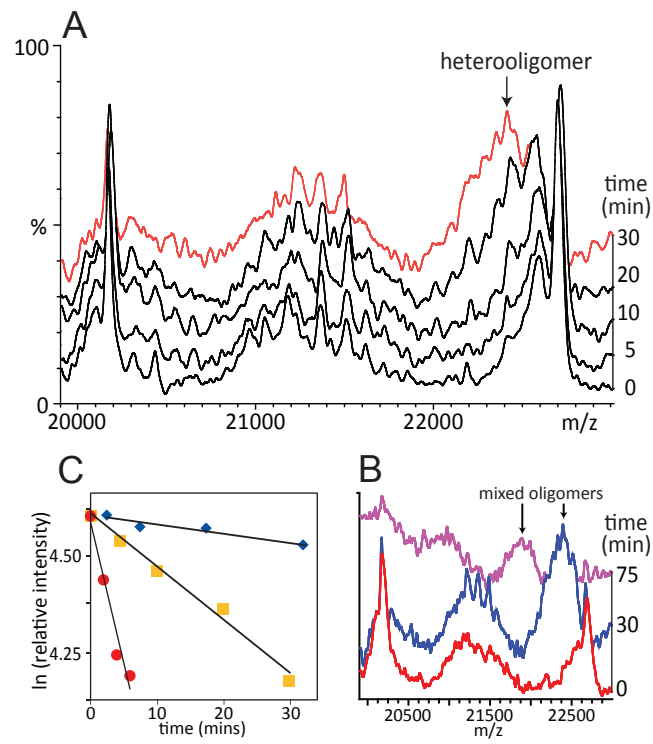 A
100
heterooligomer
time
(min)
%
30
20
10
5
0
0
20000 21000 22000 m/z
C
B
ln (relative intensity)
4.50
4.25
0 10 20 30
time (mins)
mixed oligomers
time
(min)
75
30
0
20500 21500 22500
m/z